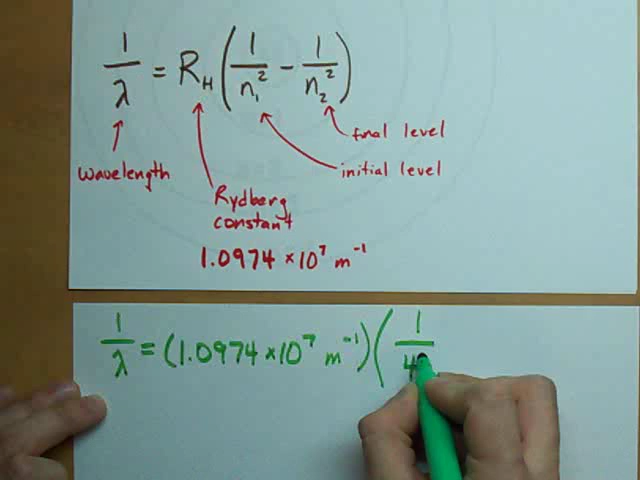 1/λ = R_H (1/n₁² − 1/n₂²)
final level
wavelength initial level
Rydberg
constant
1.0974 × 10⁷ m⁻¹
1/λ = (1.0974 × 10⁷ m⁻¹) (1/4